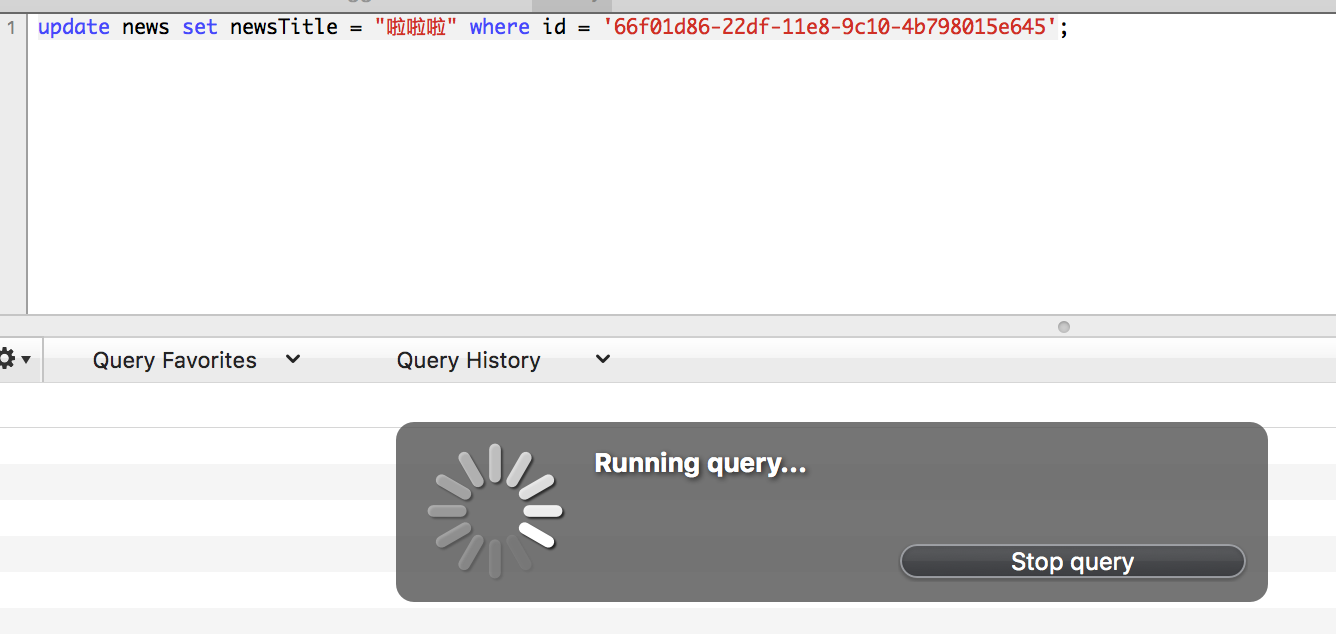 1 update news set newsTitle = "啦啦啦" where id = '66f01d86-22df-11e8-9c10-4b798015e645';
Query Favorites Query History
Running query...
Stop query